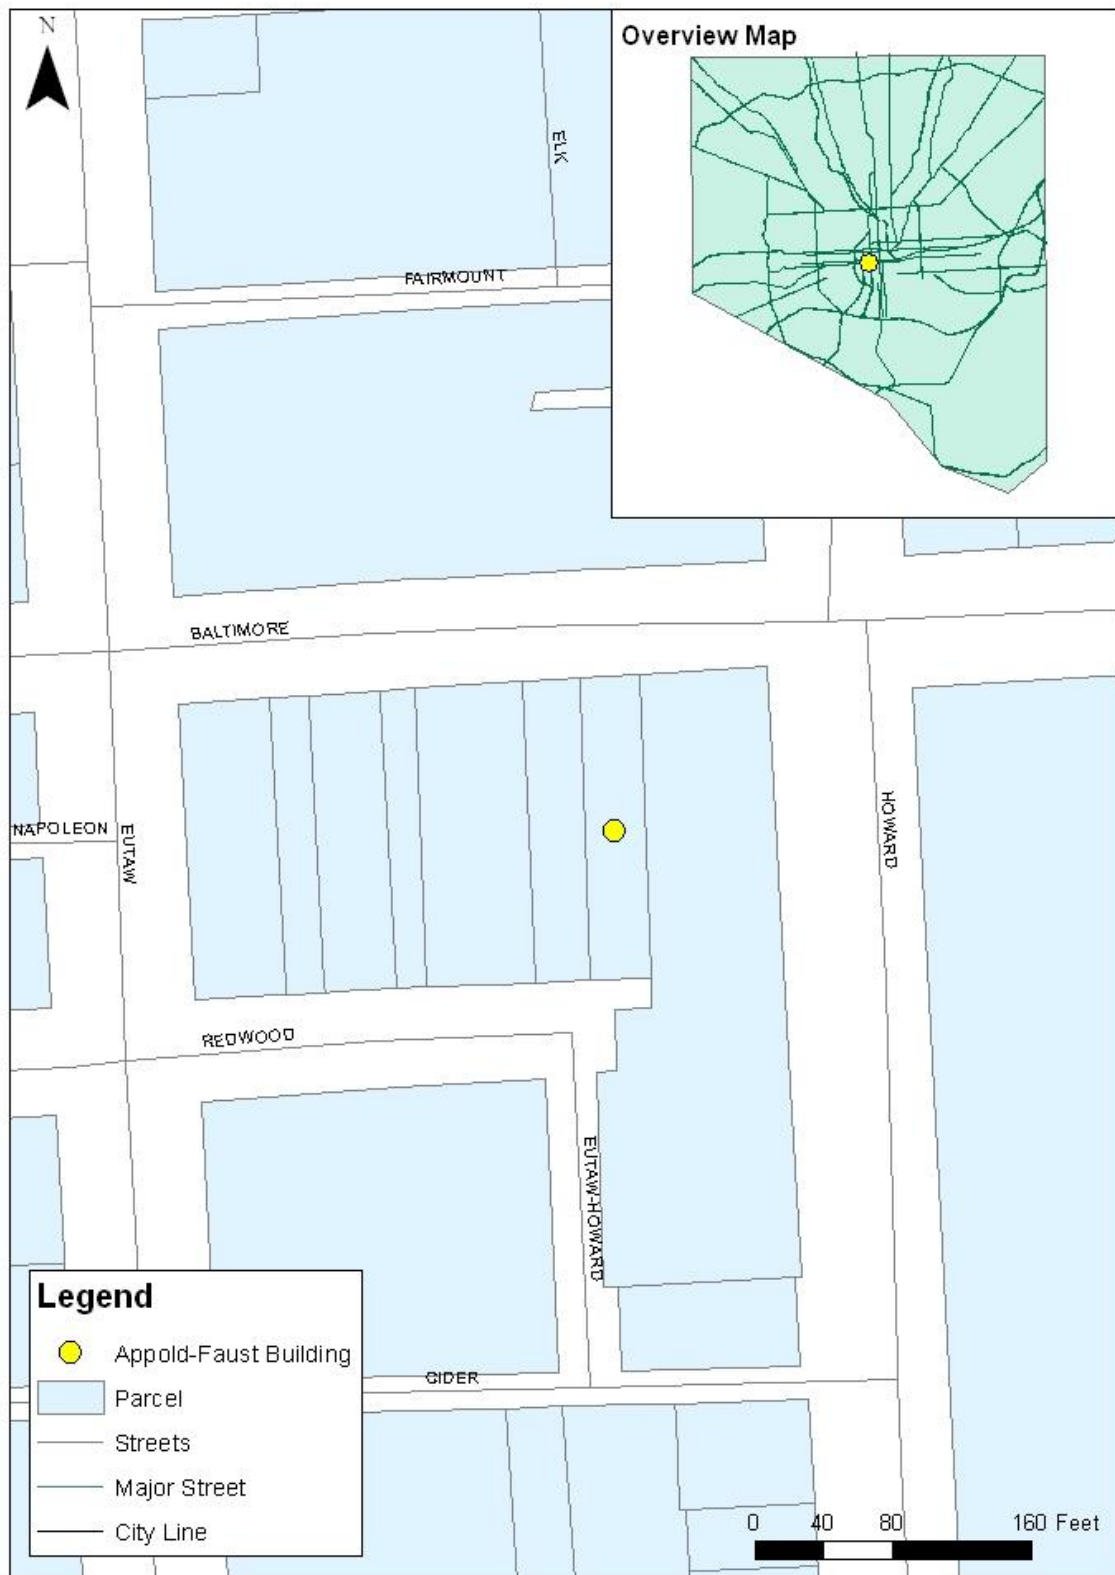 N
Overview Map
ELK
FAIRMOUNT
BALTIMORE
HOWARD
NAPOLEON
EUTAW
REDWOOD
EUTAW-HOWARD
CIDER
Legend
Appold-Faust Building
Parcel
Streets
Major Street
City Line
0 40 80 160 Feet